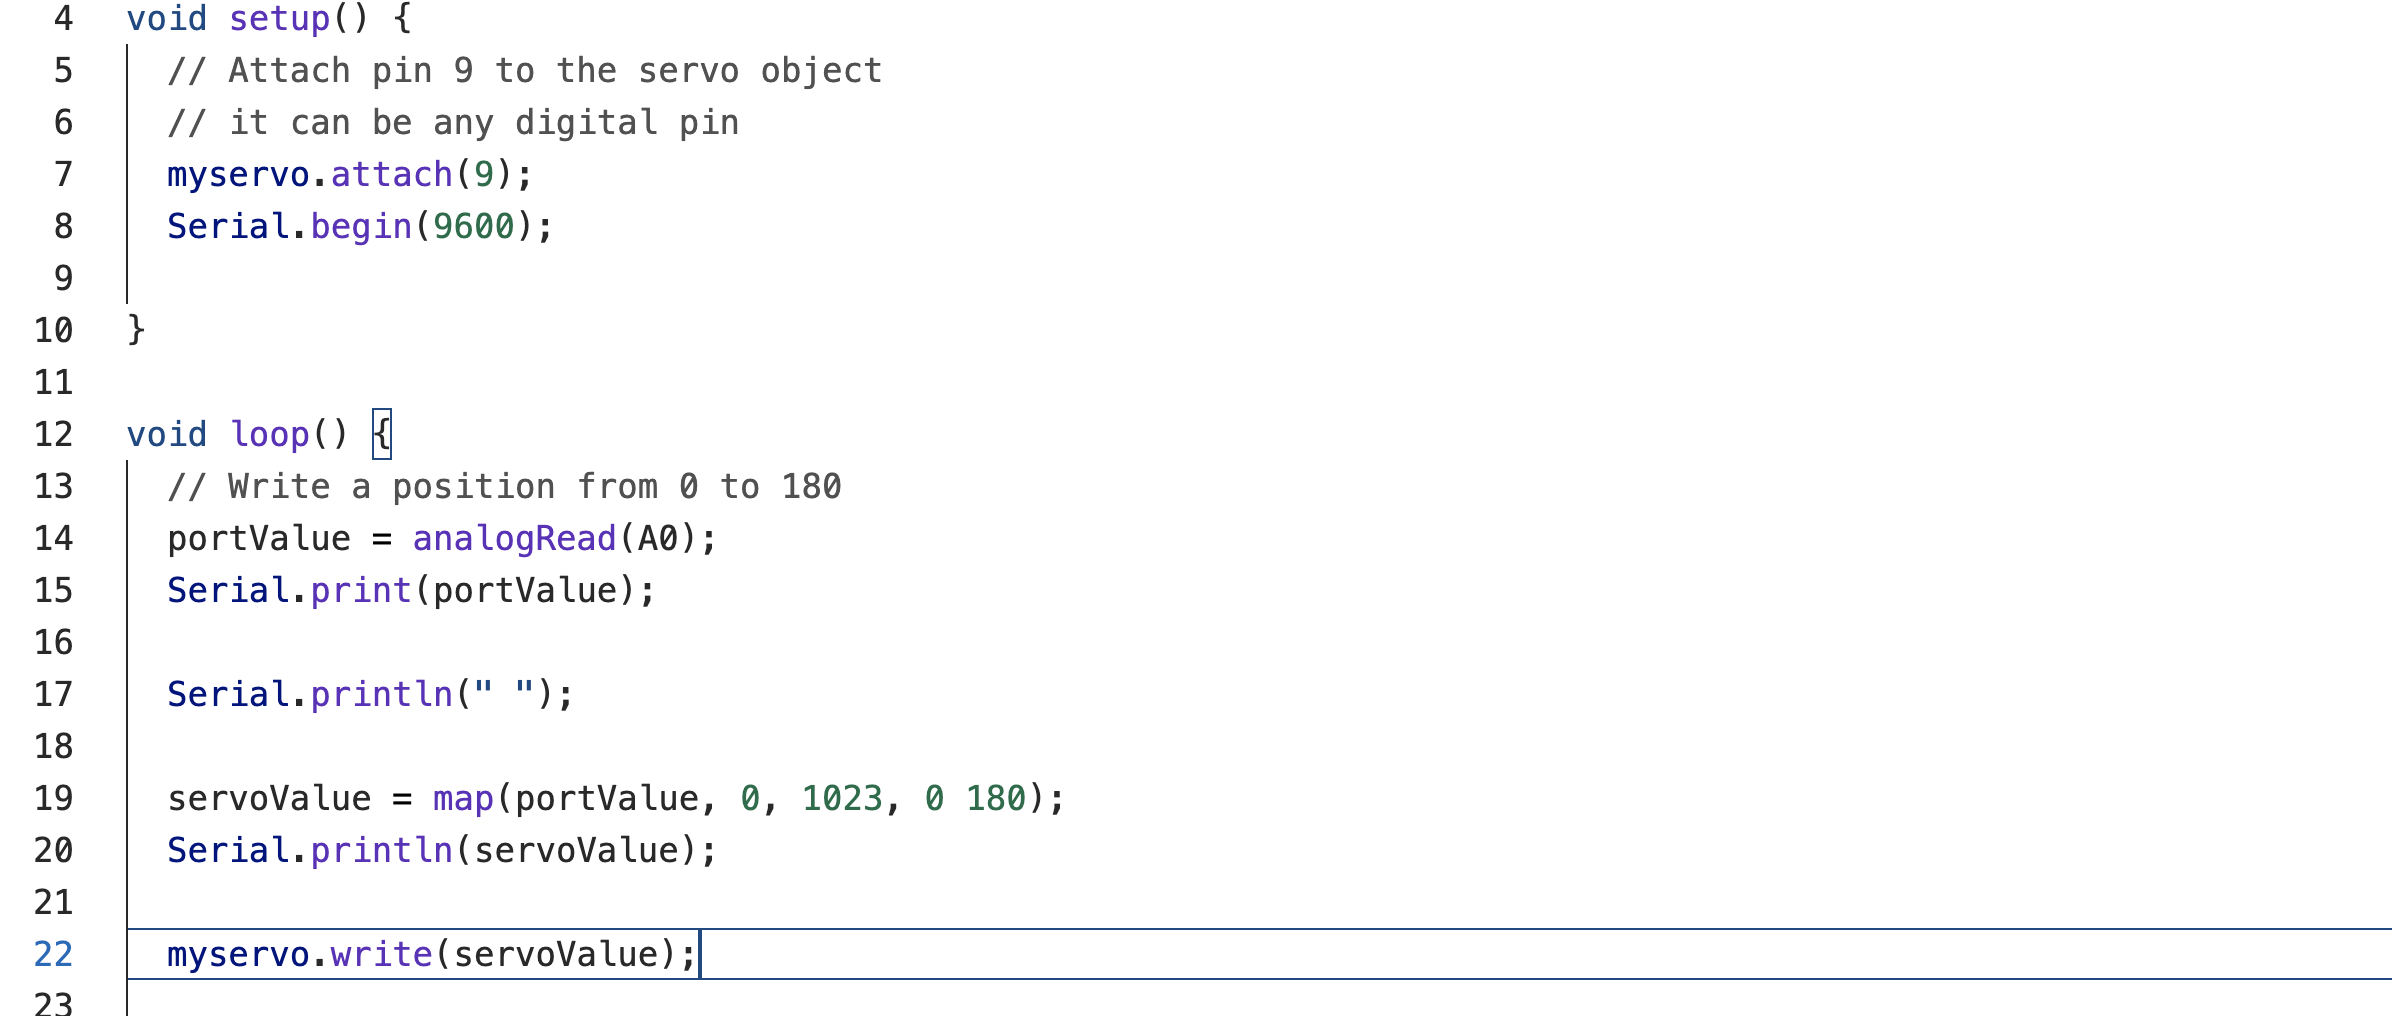 4 void setup() {
5 // Attach pin 9 to the servo object
6 // it can be any digital pin
7 myservo.attach(9);
8 Serial.begin(9600);
9
10 }
11
12 void loop() {
13 // Write a position from 0 to 180
14 portValue = analogRead(A0);
15 Serial.print(portValue);
16
17 Serial.println(" ");
18
19 servoValue = map(portValue, 0, 1023, 0 180);
20 Serial.println(servoValue);
21
22 myservo.write(servoValue);
23